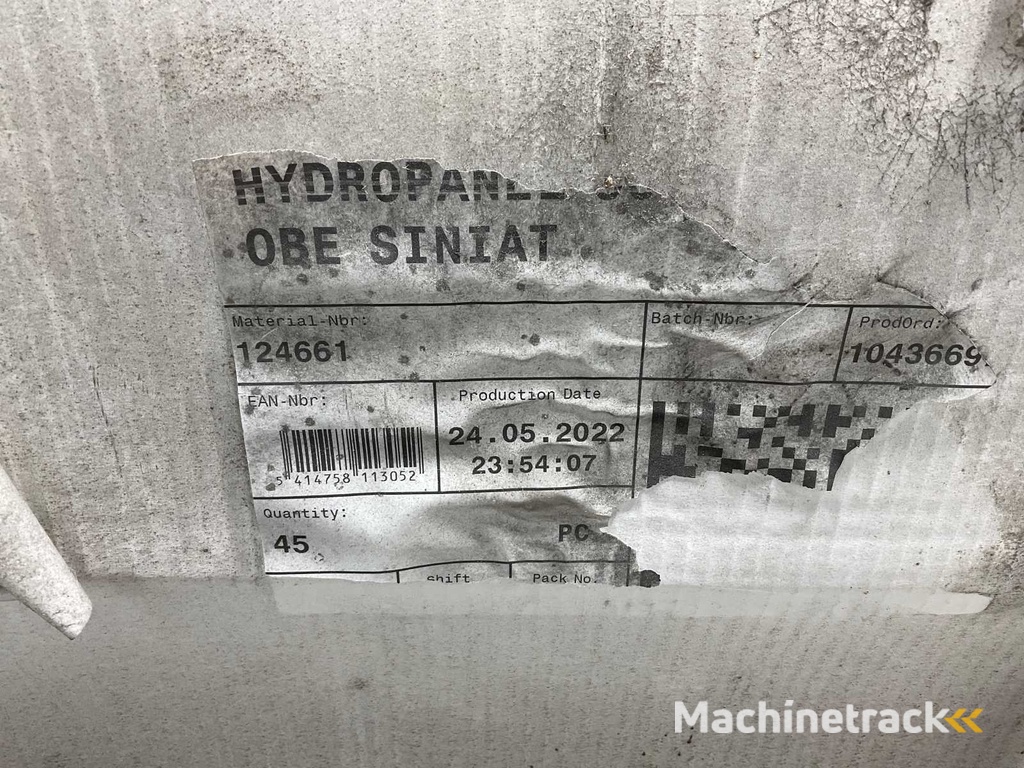 HYDROPANEL
OBE SINIAT
Material-Nbr:
124661
Batch-Nbr:
ProdOrd:
1043669
EAN-Nbr:
5 414758 113052
Production Date
24.05.2022
23:54:07
Quantity:
45 PC
shift
Pack No.
Machinetrack